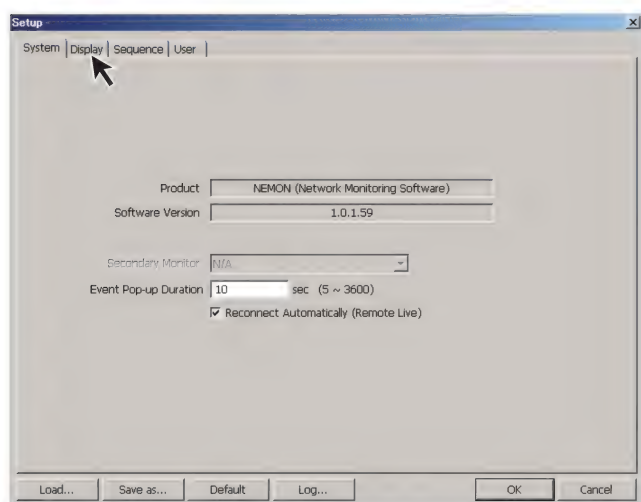 Setup
System Display Sequence User
Product NEMON (Network Monitoring Software)
Software Version 1.0.1.59
Secondary Monitor N/A
Event Pop-up Duration 10 sec (5 ~ 3600)
Reconnect Automatically (Remote Live)
Load... Save as... Default Log... OK Cancel